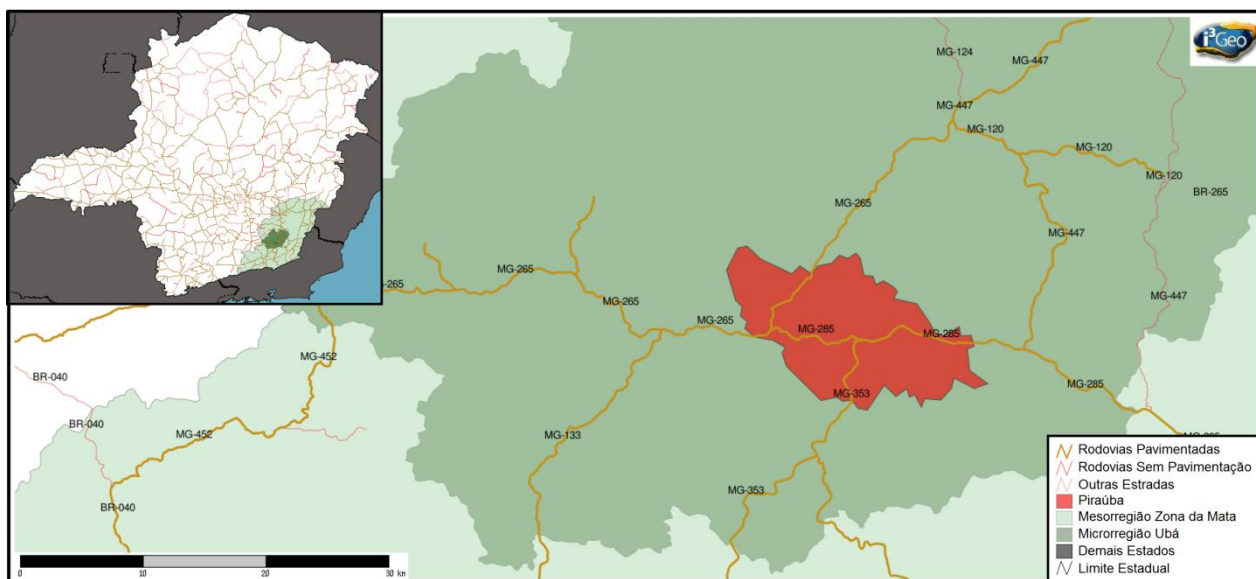 i3Geo
MG-124
MG-447
MG-447
MG-120
MG-120
MG-120
BR-265
MG-265
MG-447
MG-265
-265
MG-265
MG-447
MG-265
MG-285
MG-285
MG-452
BR-040
MG-285
MG-353
BR-040
MG-452
MG-133
MG-353
BR-040
Rodovias Pavimentadas
Rodovias Sem Pavimentação
Outras Estradas
Piraúba
Mesorregião Zona da Mata
Microrregião Ubá
Demais Estados
Limite Estadual
0 10 20 30 km